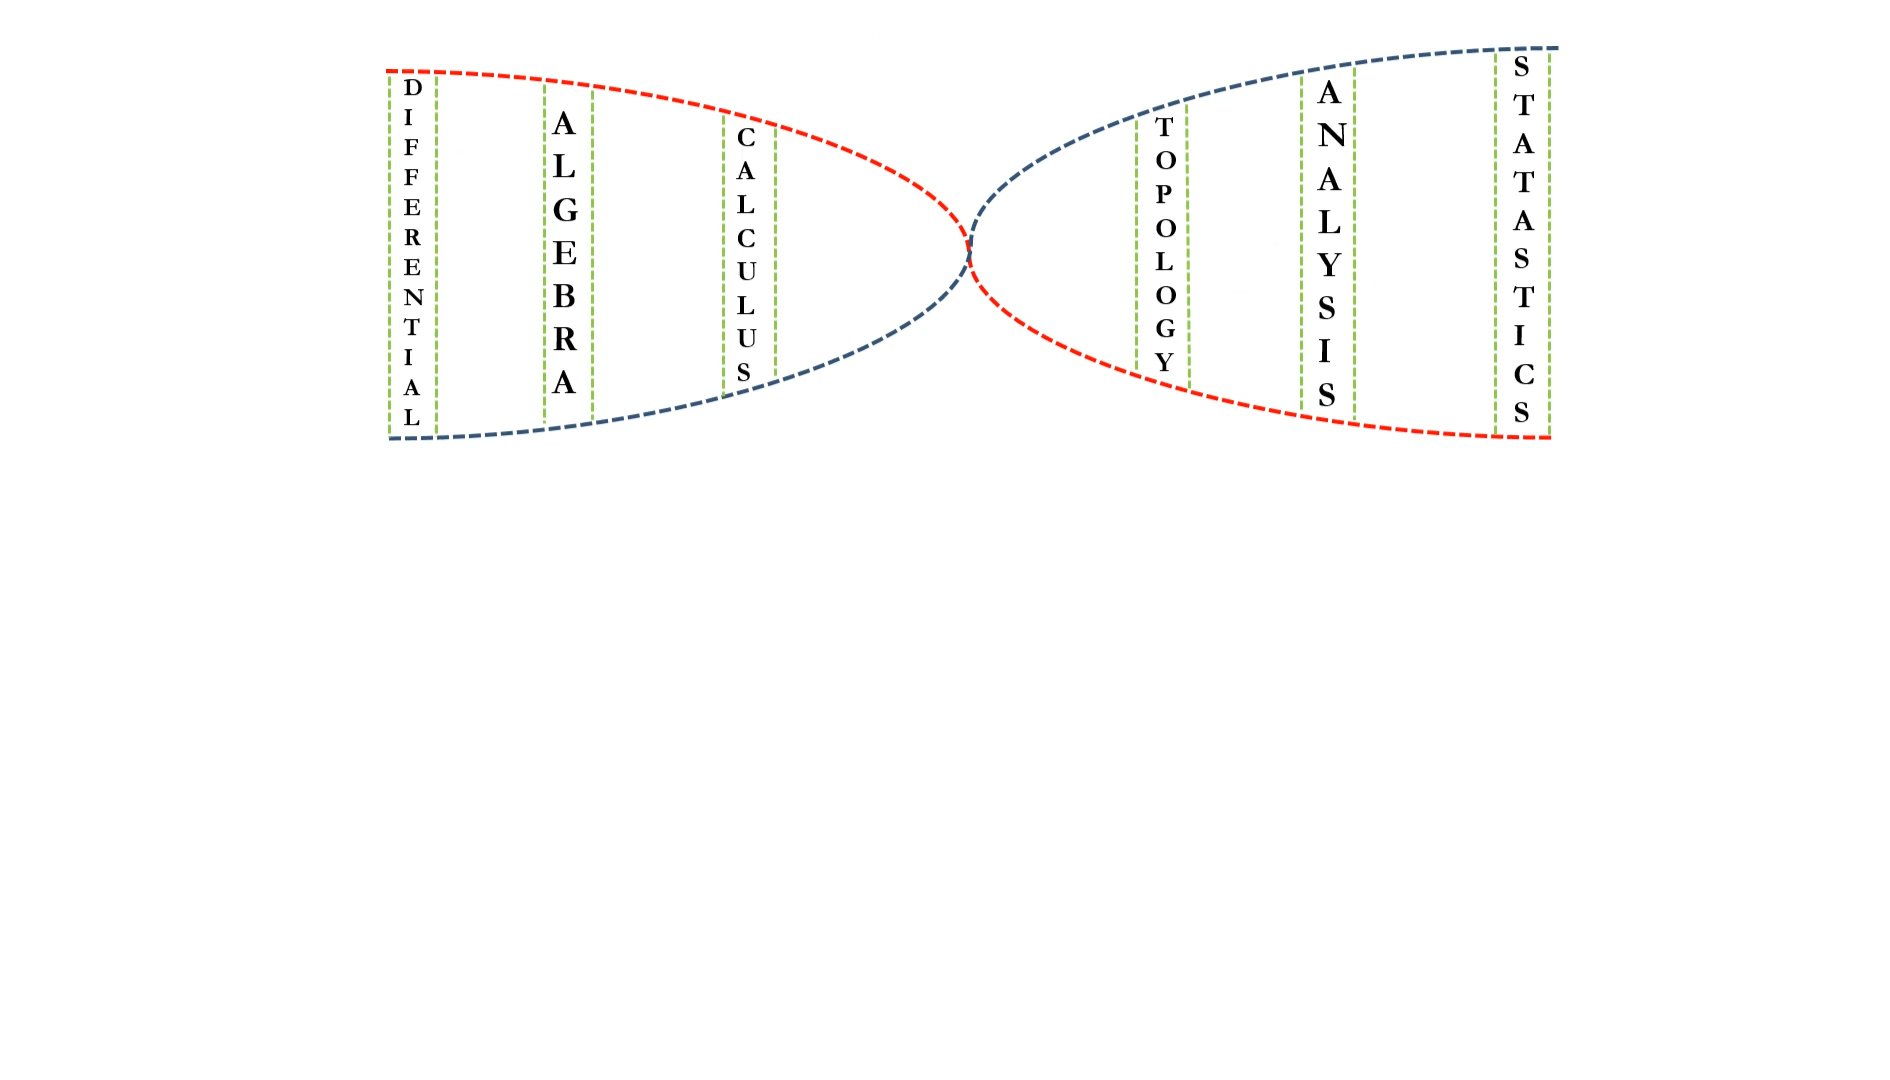 DIFFERENTIAL
ALGEBRA
CALCULUS
TOPOLOGY
ANALYSIS
STATASTICS